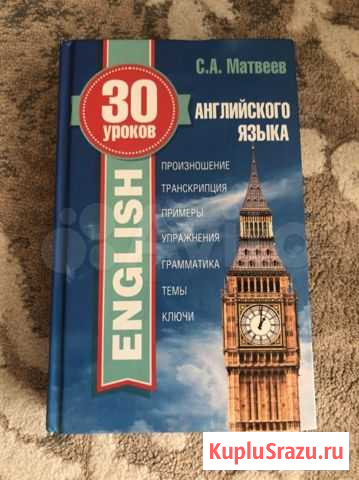 С.А. Матвеев
30
уроков
АНГЛИЙСКОГО
ЯЗЫКА
ENGLISH
ПРОИЗНОШЕНИЕ
ТРАНСКРИПЦИЯ
ПРИМЕРЫ
УПРАЖНЕНИЯ
ГРАММАТИКА
ТЕМЫ
КЛЮЧИ
KupluSrazu.ru